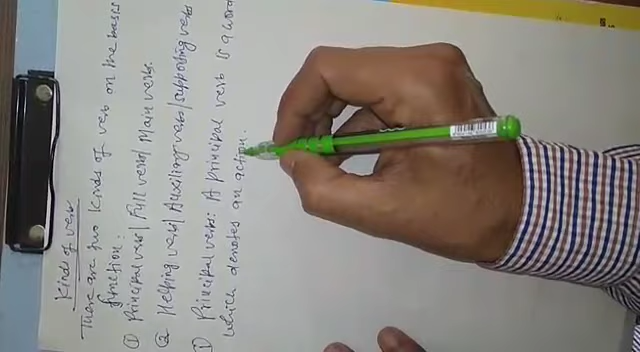 Kinds of verb
There are two kinds of verb on the basis
function:
① Principal verb/ Full verb/ Main verb.
② Helping verb/ Auxiliary verb/ supporting verb
① Principal verb: A principal verb is a word
which denotes an action.